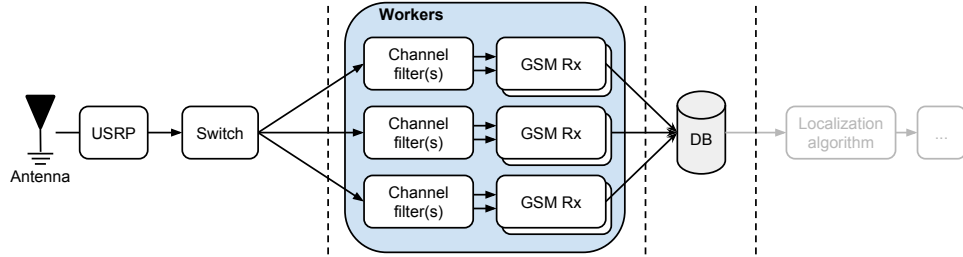 Workers
Channel
filter(s)
GSM Rx
Channel
filter(s)
GSM Rx
Channel
filter(s)
GSM Rx
Antenna
USRP
Switch
DB
Localization
algorithm
...